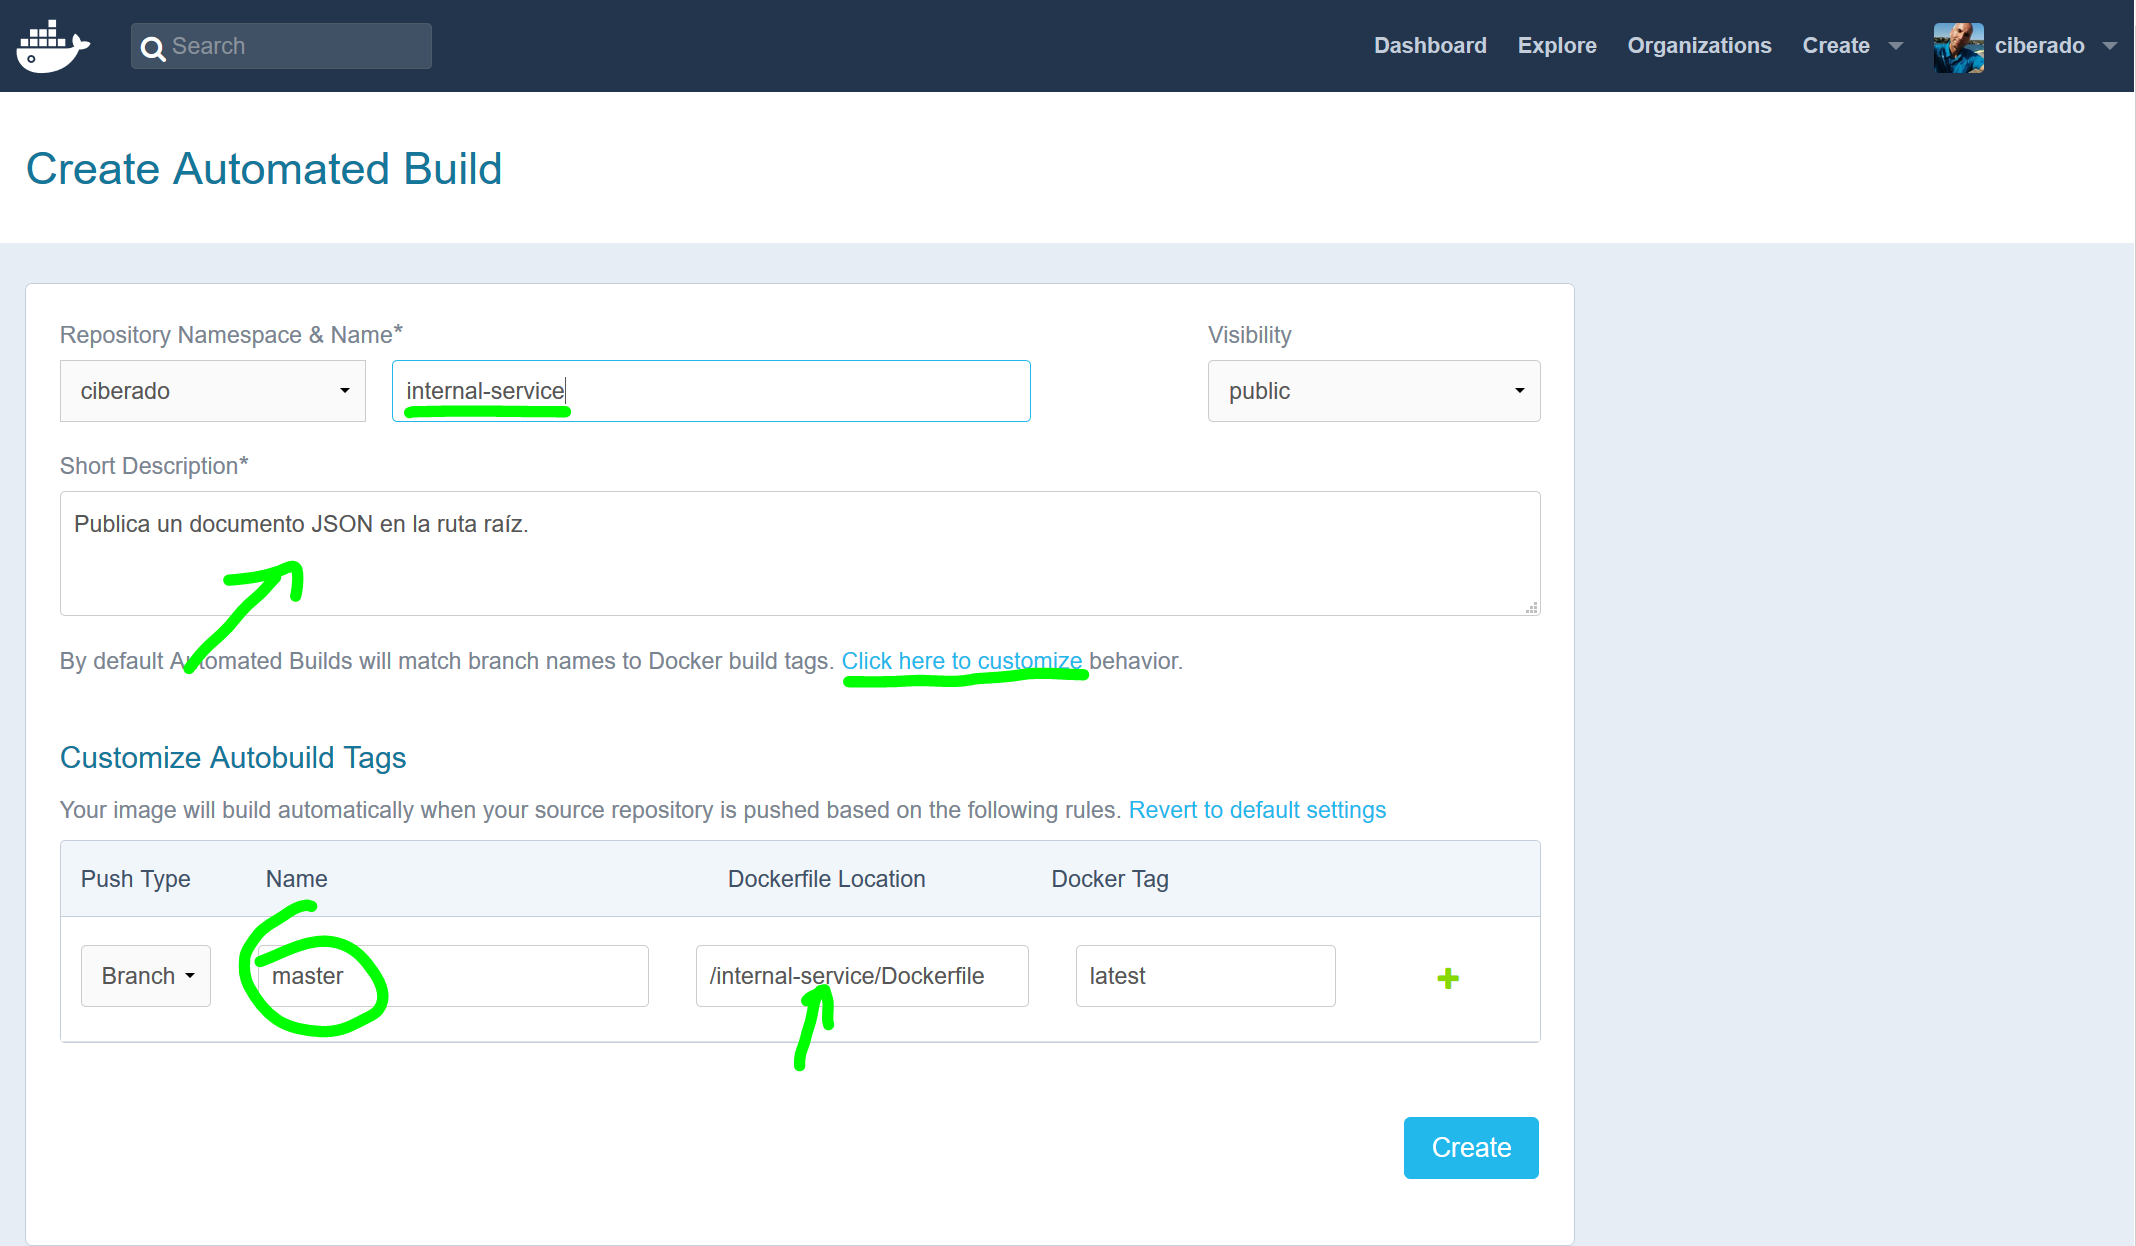 Search
Dashboard Explore Organizations Create ciberado
Create Automated Build
Repository Namespace & Name* Visibility
ciberado internal-service public
Short Description*
Publica un documento JSON en la ruta raíz.
By default Automated Builds will match branch names to Docker build tags. Click here to customize behavior.
Customize Autobuild Tags
Your image will build automatically when your source repository is pushed based on the following rules. Revert to default settings
Push Type Name Dockerfile Location Docker Tag
Branch master /internal-service/Dockerfile latest
Create